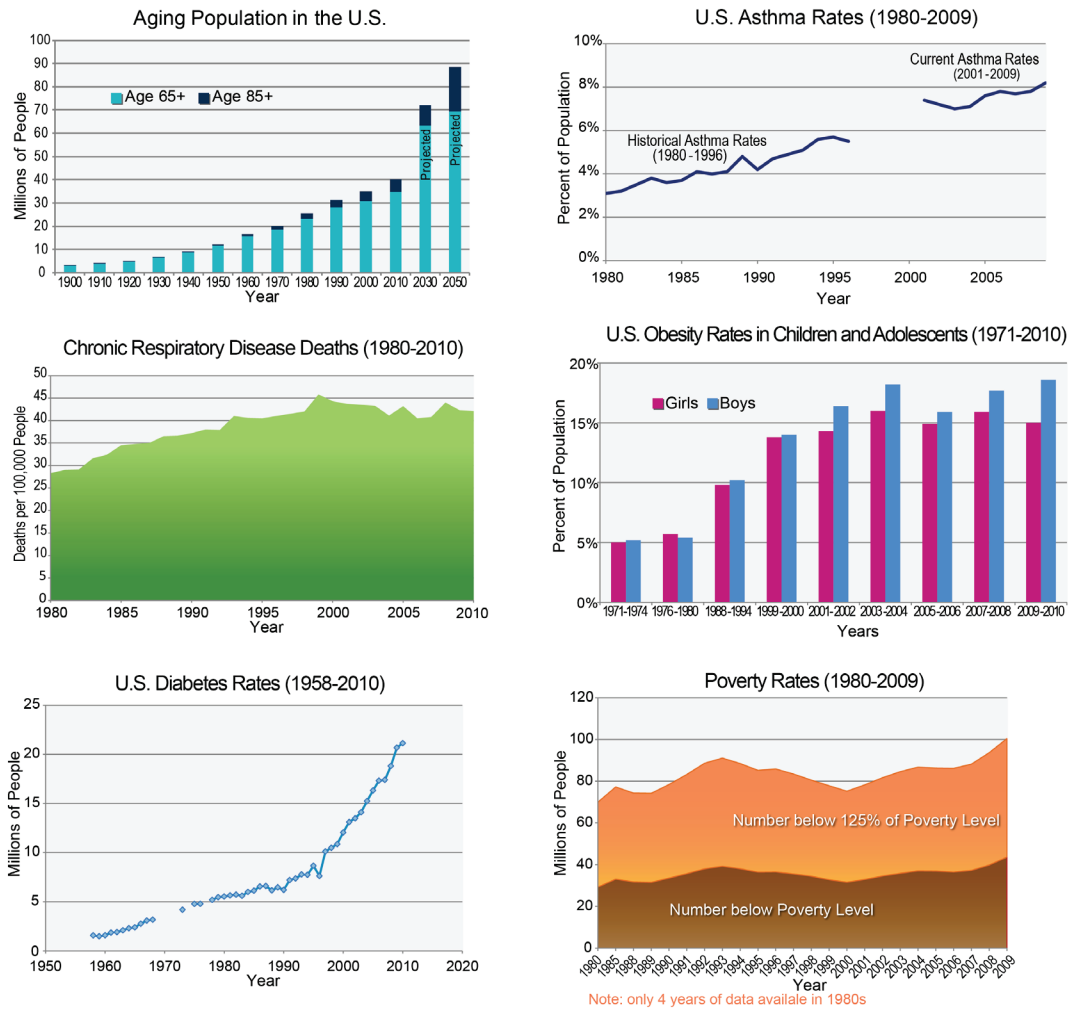 Aging Population in the U.S.
Millions of People
100
90
80
70
60
50
40
30
20
10
0
Age 65+ Age 85+
Projected
Projected
1900 1910 1920 1930 1940 1950 1960 1970 1980 1990 2000 2010 2030 2050
Year
U.S. Asthma Rates (1980-2009)
Percent of Population
10%
8%
6%
4%
2%
0%
Current Asthma Rates
(2001-2009)
Historical Asthma Rates
(1980 -1996)
1980 1985 1990 1995 2000 2005
Year
Chronic Respiratory Disease Deaths (1980-2010)
Deaths per 100,000 People
50
45
40
35
30
25
20
15
10
5
0
1980 1985 1990 1995 2000 2005 2010
Year
U.S. Obesity Rates in Children and Adolescents (1971-2010)
Percent of Population
20%
15%
10%
5%
0%
Girls Boys
1971-1974 1976-1980 1988-1994 1999-2000 2001-2002 2003-2004 2005-2006 2007-2008 2009-2010
Years
U.S. Diabetes Rates (1958-2010)
Millions of People
25
20
15
10
5
0
1950 1960 1970 1980 1990 2000 2010 2020
Year
Poverty Rates (1980-2009)
Millions of People
120
100
80
60
40
20
0
Number below 125% of Poverty Level
Number below Poverty Level
1980 1985 1988 1989 1990 1991 1992 1993 1994 1995 1996 1997 1998 1999 2000 2001 2002 2003 2004 2005 2006 2007 2008 2009
Year
Note: only 4 years of data availale in 1980s